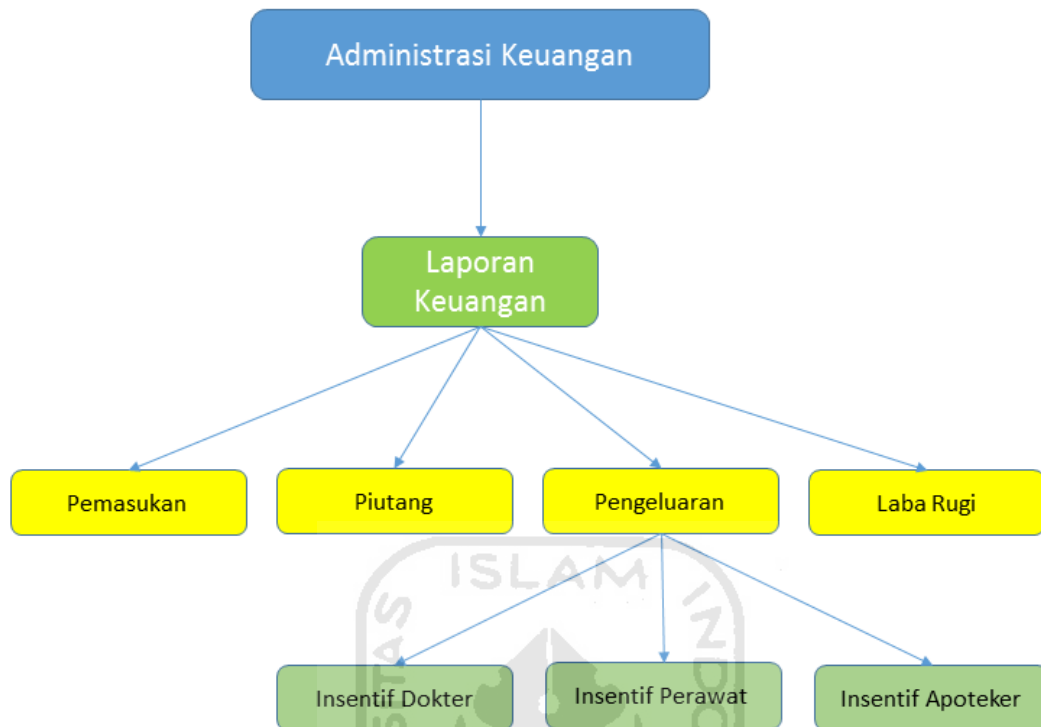 Administrasi Keuangan
Laporan
Keuangan
Pemasukan
Piutang
Pengeluaran
Laba Rugi
ISLAM
Insentif Dokter
Insentif Perawat
Insentif Apoteker